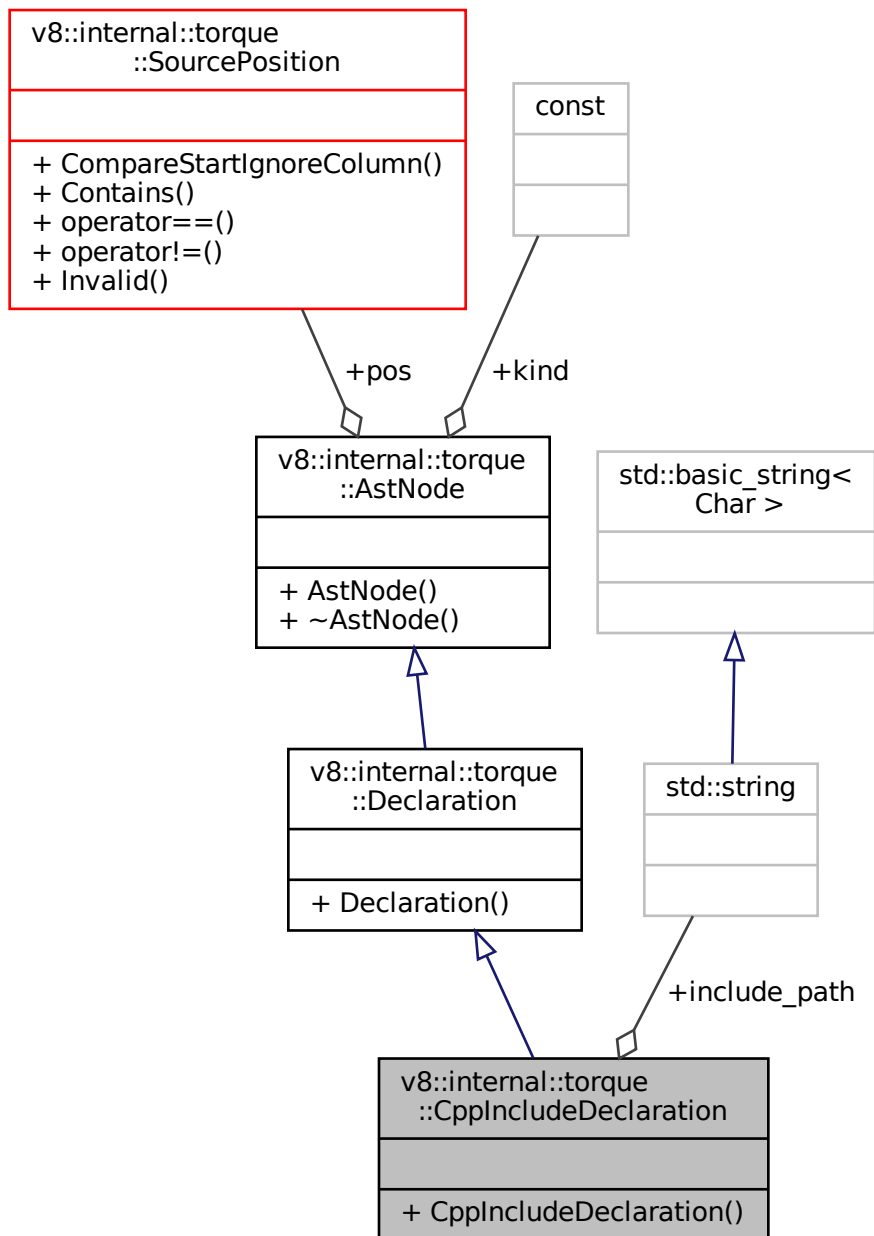 v8::internal::torque
::SourcePosition
+ CompareStartIgnoreColumn()
+ Contains()
+ operator==()
+ operator!=()
+ Invalid()
const
+pos
+kind
v8::internal::torque
::AstNode
+ AstNode()
+ ~AstNode()
std::basic_string<
Char >
v8::internal::torque
::Declaration
+ Declaration()
std::string
+include_path
v8::internal::torque
::CppIncludeDeclaration
+ CppIncludeDeclaration()